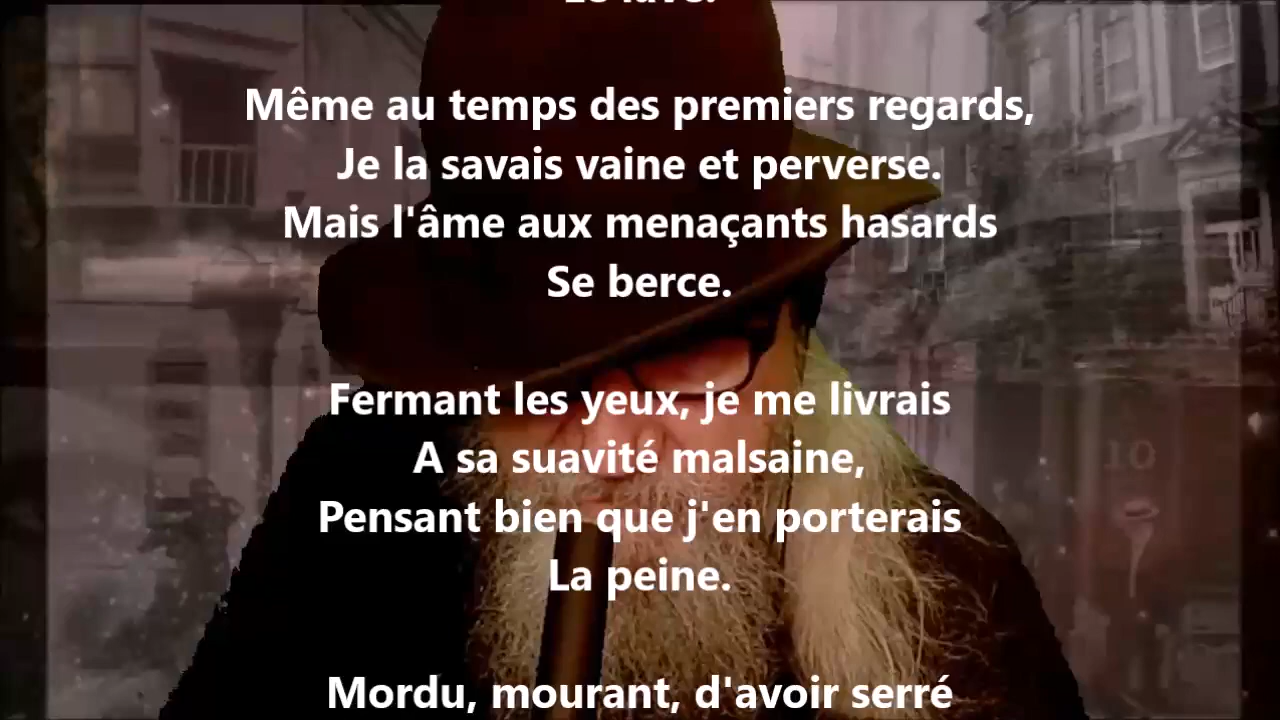 Même au temps des premiers regards,
Je la savais vaine et perverse.
Mais l'âme aux menaçants hasards
Se berce.
Fermant les yeux, je me livrais
A sa suavité malsaine,
Pensant bien que j'en porterais
La peine.
Mordu, mourant, d'avoir serré
10